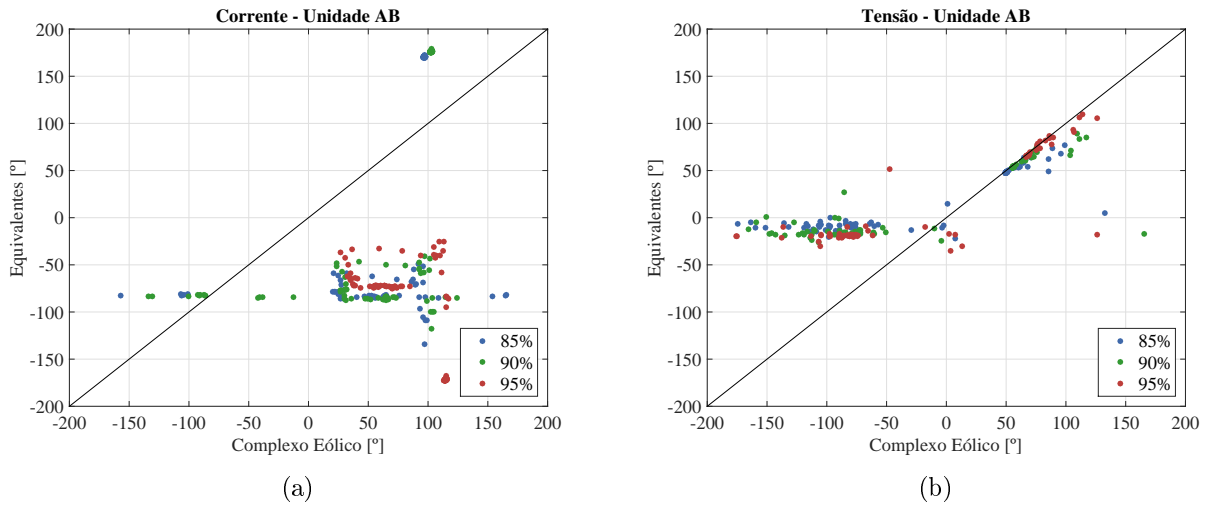 Corrente - Unidade AB
200
150
100
50
0
-50
-100
-150
-200
Equivalentes [º]
-200 -150 -100 -50 0 50 100 150 200
Complexo Eólico [º]
85%
90%
95%
(a)
Tensão - Unidade AB
200
150
100
50
0
-50
-100
-150
-200
Equivalentes [º]
-200 -150 -100 -50 0 50 100 150 200
Complexo Eólico [º]
85%
90%
95%
(b)